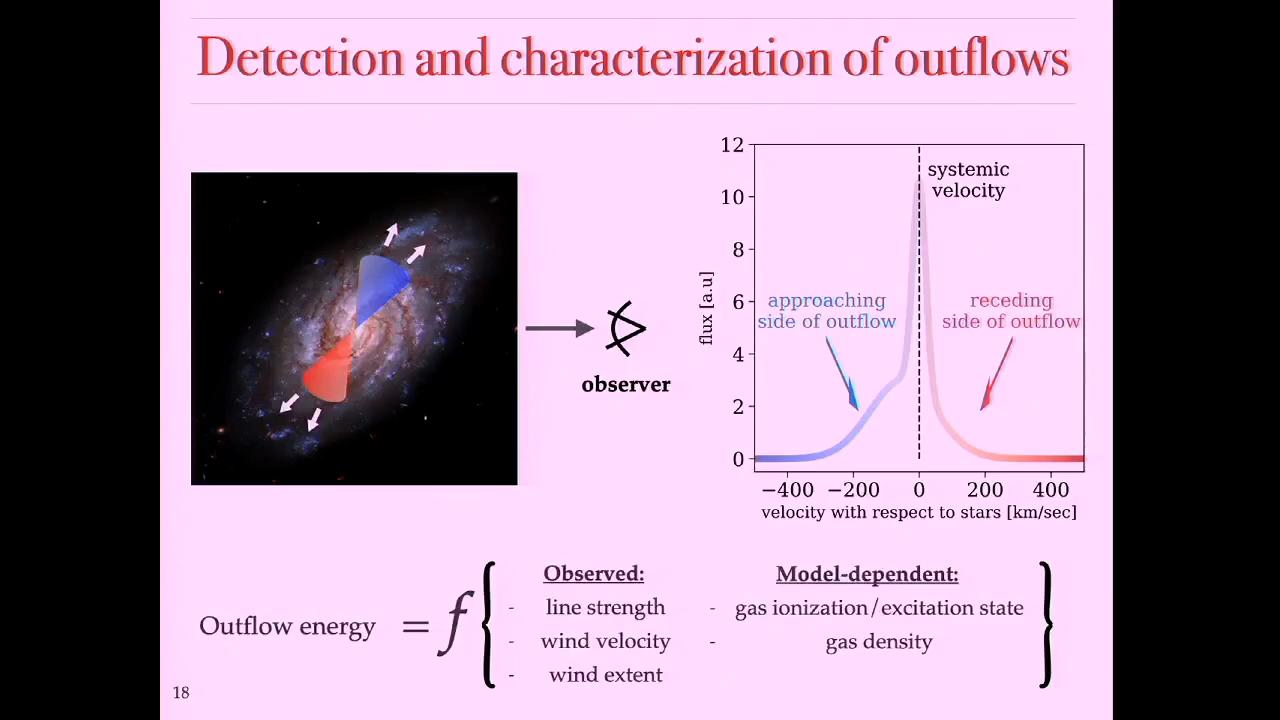 Detection and characterization of outflows
observer
12
10
8
6
4
2
0
flux [a.u]
systemic
velocity
approaching
side of outflow
receding
side of outflow
−400 −200 0 200 400
velocity with respect to stars [km/sec]
Outflow energy = f {
Observed:
- line strength
- wind velocity
- wind extent
Model-dependent:
- gas ionization/excitation state
- gas density
}
18